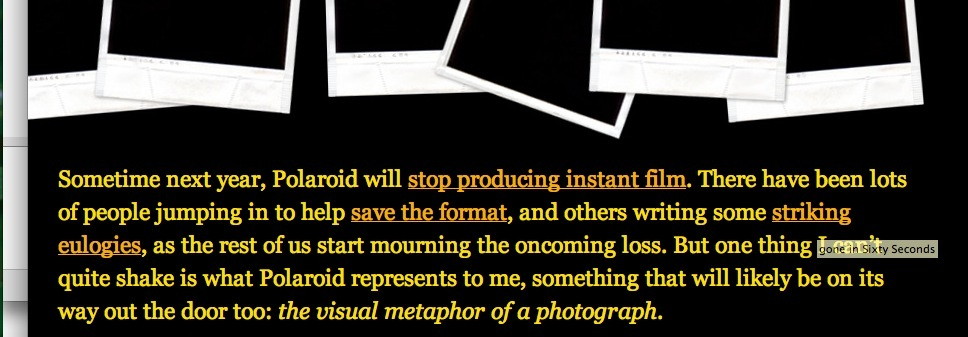 Sometime next year, Polaroid will stop producing instant film. There have been lots
of people jumping in to help save the format, and others writing some striking
eulogies, as the rest of us start mourning the oncoming loss. But one thing I can't
gone in Sixty Seconds
quite shake is what Polaroid represents to me, something that will likely be on its
way out the door too: the visual metaphor of a photograph.